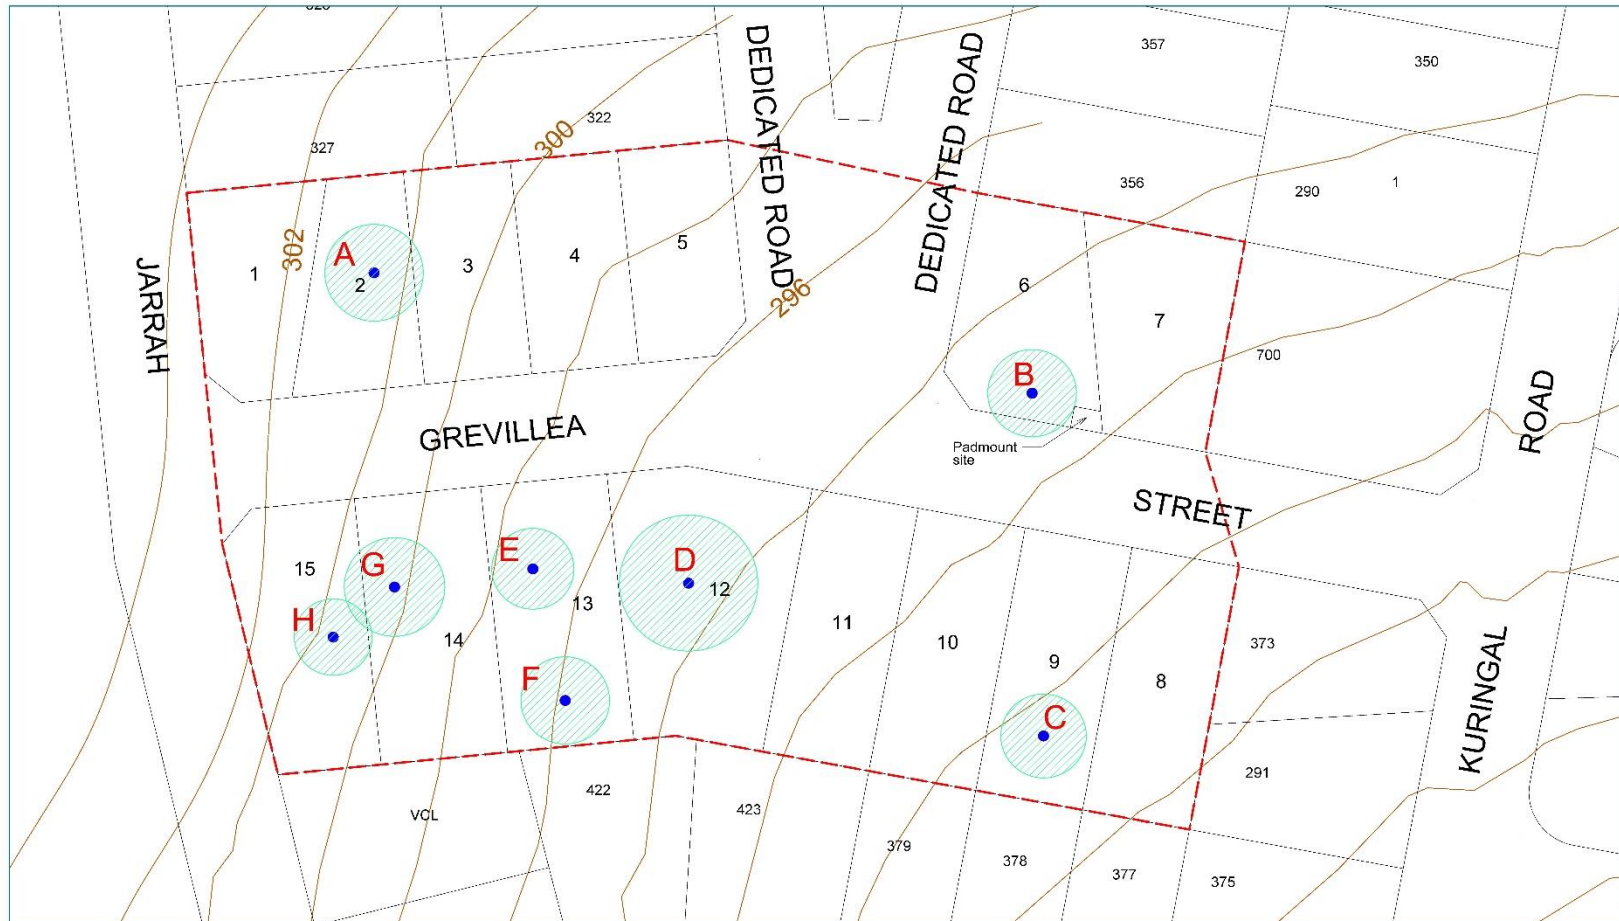 357
350
322
300
327
DEDICATED ROAD
DEDICATED ROAD
356
290
1
302
A
1
2
3
4
5
6
7
JARRAH
296
700
B
ROAD
GREVILLEA
Padmount
site
STREET
15
G
E
D
12
13
H
14
11
10
9
8
373
F
C
KURINGAL
291
422
VCL
423
379
378
377
375